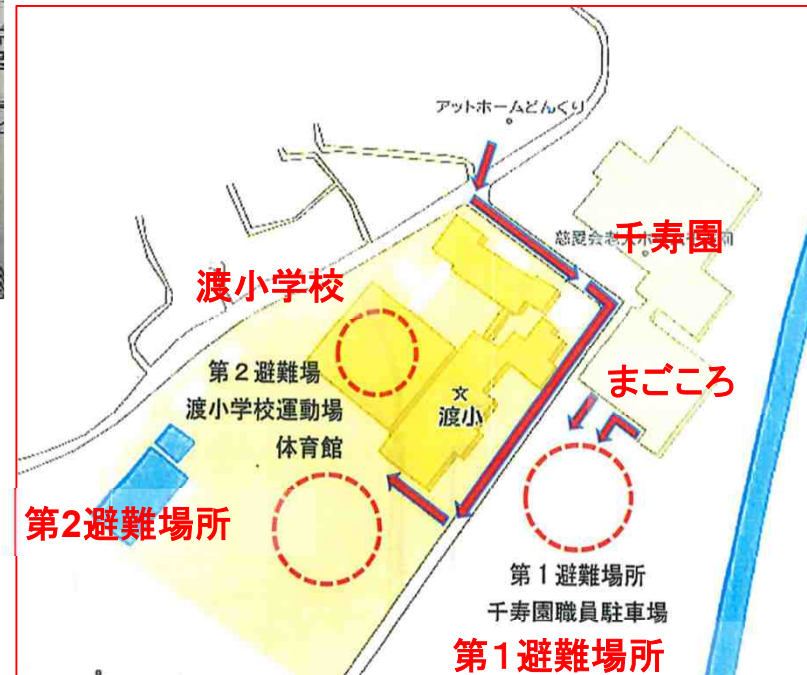 アットホームどんぐり
千寿園
渡小学校
まごころ
第2避難場
渡小学校運動場
体育館
文
渡小
第2避難場所
第1避難場所
千寿園職員駐車場
第1避難場所